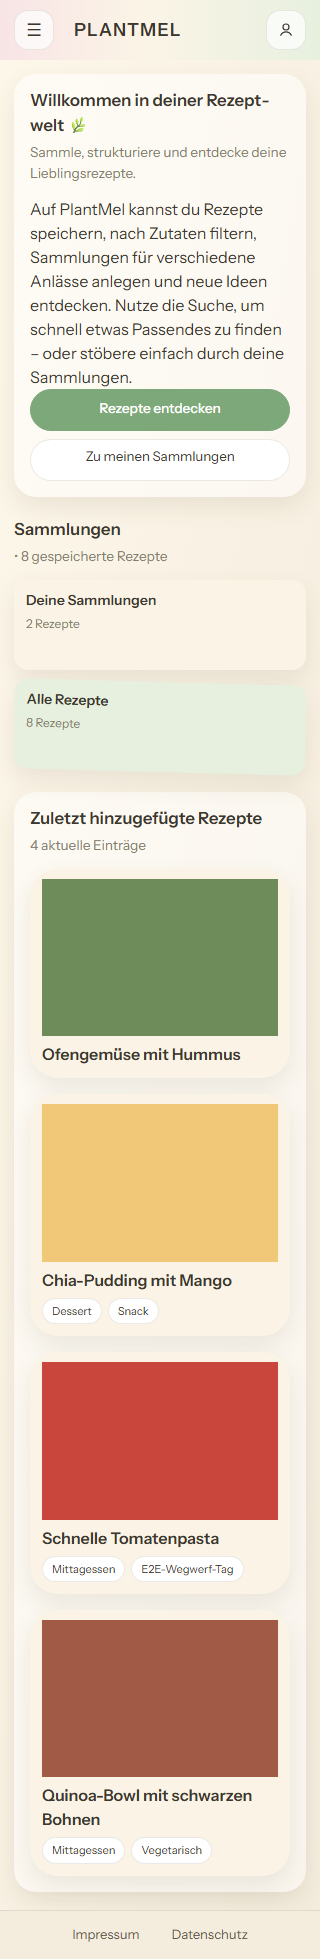 PLANTMEL
Willkommen in deiner Rezept-
welt
Sammle, strukturiere und entdecke deine
Lieblingsrezepte.
Auf PlantMel kannst du Rezepte
speichern, nach Zutaten filtern,
Sammlungen für verschiedene
Anlässe anlegen und neue Ideen
entdecken. Nutze die Suche, um
schnell etwas Passendes zu finden
– oder stöbere einfach durch deine
Sammlungen.
Rezepte entdecken
Zu meinen Sammlungen
Sammlungen
• 8 gespeicherte Rezepte
Deine Sammlungen
2 Rezepte
Alle Rezepte
8 Rezepte
Zuletzt hinzugefügte Rezepte
4 aktuelle Einträge
Ofengemüse mit Hummus
Chia-Pudding mit Mango
Dessert Snack
Schnelle Tomatenpasta
Mittagessen E2E-Wegwerf-Tag
Quinoa-Bowl mit schwarzen
Bohnen
Mittagessen Vegetarisch
Impressum Datenschutz